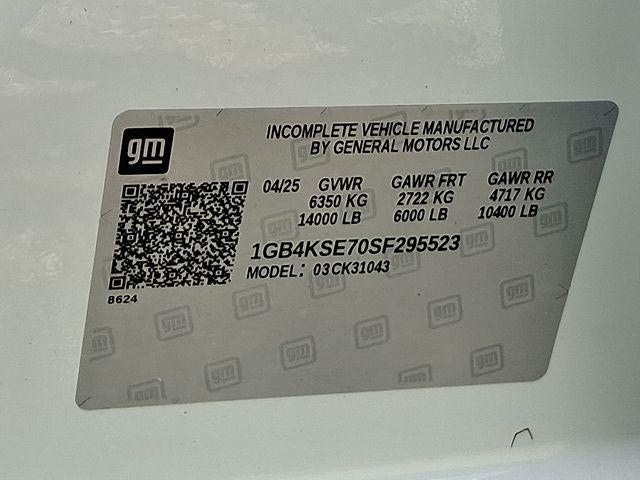 gm
INCOMPLETE VEHICLE MANUFACTURED
BY GENERAL MOTORS LLC
04/25 GVWR GAWR FRT GAWR RR
6350 KG 2722 KG 4717 KG
14000 LB 6000 LB 10400 LB
1GB4KSE70SF295523
MODEL: 03CK31043
8624